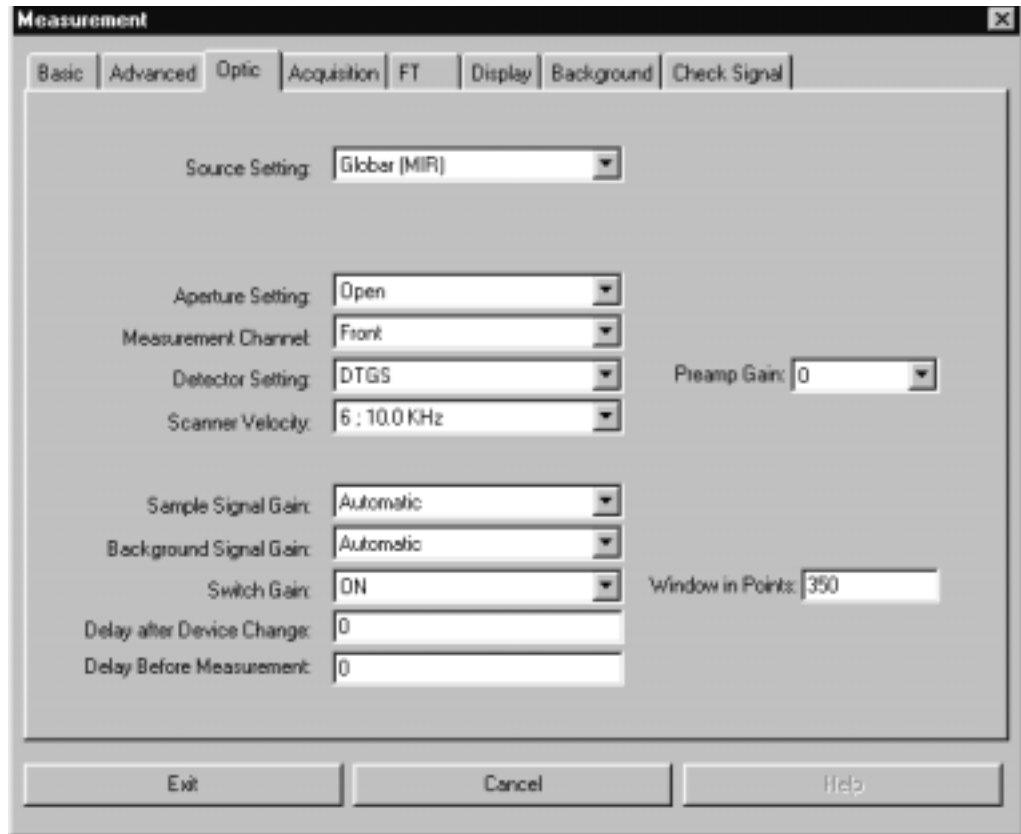 Measurement
Basic Advanced Optic Acquisition FT Display Background Check Signal
Source Setting: Globar (MIR)
Aperture Setting: Open
Measurement Channel: Front
Detector Setting: DTGS Preamp Gain: 0
Scanner Velocity: 6 ; 10.0 KHz
Sample Signal Gain: Automatic
Background Signal Gain: Automatic
Switch Gain: ON Window in Points: 350
Delay after Device Change: 0
Delay Before Measurement: 0
Exit Cancel Help